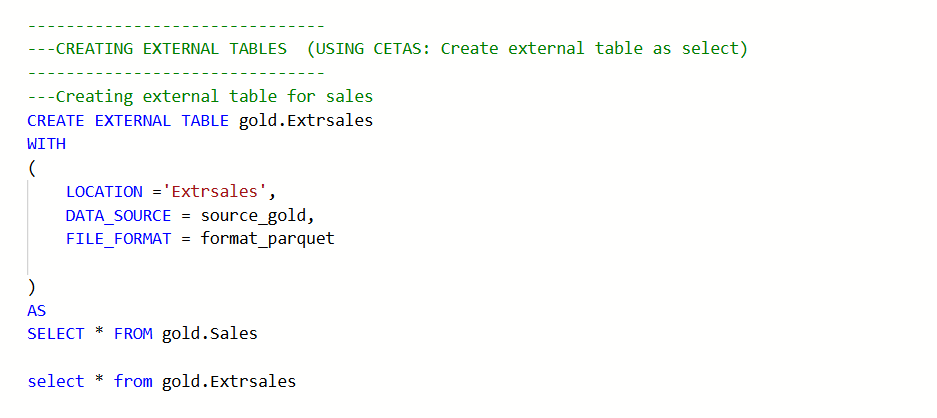 -------------------------------
---CREATING EXTERNAL TABLES  (USING CETAS: Create external table as select)
-------------------------------
---Creating external table for sales
CREATE EXTERNAL TABLE gold.Extrsales
WITH
(
    LOCATION ='Extrsales',
    DATA_SOURCE = source_gold,
    FILE_FORMAT = format_parquet
)
AS
SELECT * FROM gold.Sales
select * from gold.Extrsales